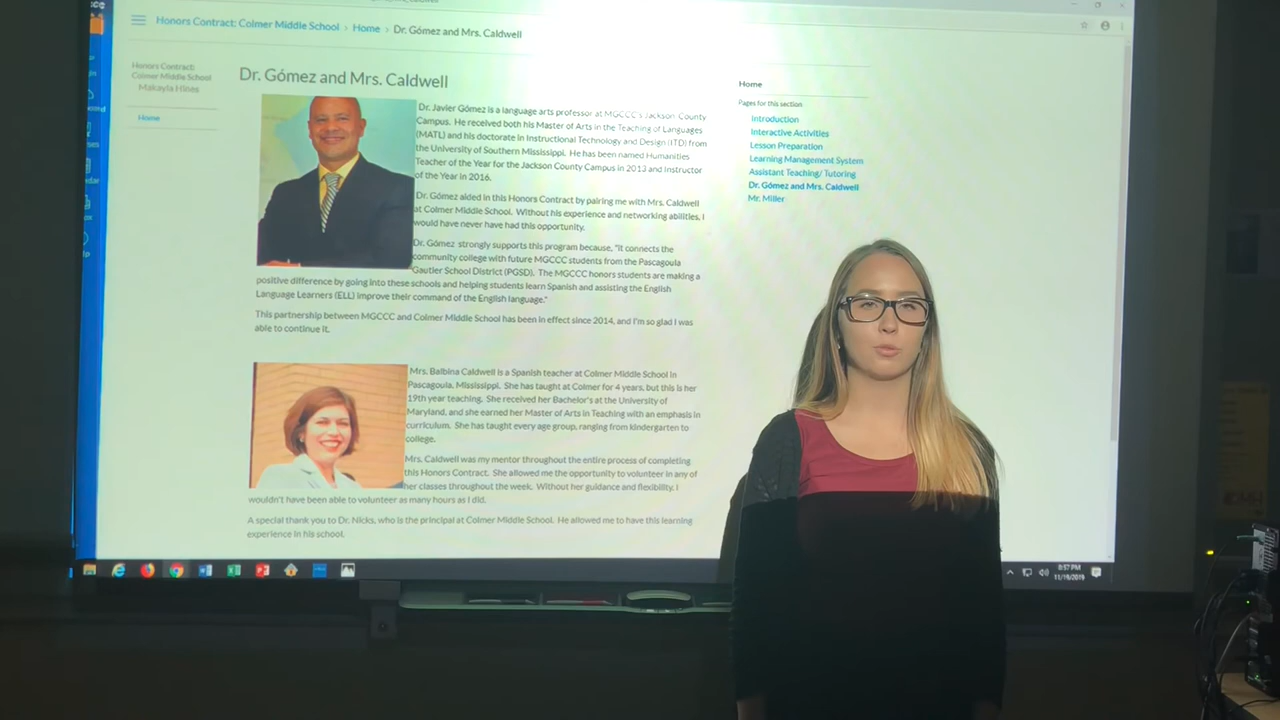 Honors Contract: Colmer Middle School › Home › Dr. Gómez and Mrs. Caldwell
Honors Contract:
Colmer Middle School
Makayla Hines
Home
Dr. Gómez and Mrs. Caldwell
Dr. Javier Gómez is a language arts professor at MGCCC's Jackson County
Campus. He received both his Master of Arts in the Teaching of Languages
(MATL) and his doctorate in Instructional Technology and Design (ITD) from
the University of Southern Mississippi. He has been named Humanities
Teacher of the Year for the Jackson County Campus in 2013 and Instructor
of the Year in 2016.
Dr. Gómez aided in this Honors Contract by pairing me with Mrs. Caldwell
at Colmer Middle School. Without his experience and networking abilities, I
would have never have had this opportunity.
Dr. Gómez strongly supports this program because, "It connects the
community college with future MGCCC students from the Pascagoula
Gautier School District (PGSD). The MGCCC honors students are making a
positive difference by going into these schools and helping students learn Spanish and assisting the English
Language Learners (ELL) improve their command of the English language."
This partnership between MGCCC and Colmer Middle School has been in effect since 2014, and I'm so glad I was
able to continue it.
Mrs. Balbina Caldwell is a Spanish teacher at Colmer Middle School in
Pascagoula, Mississippi. She has taught at Colmer for 4 years, but this is her
19th year teaching. She received her Bachelor's at the University of
Maryland, and she earned her Master of Arts in Teaching with an emphasis in
curriculum. She has taught every age group, ranging from kindergarten to
college.
Mrs. Caldwell was my mentor throughout the entire process of completing
this Honors Contract. She allowed me the opportunity to volunteer in any of
her classes throughout the week. Without her guidance and flexibility, I
wouldn't have been able to volunteer as many hours as I did.
A special thank you to Dr. Nicks, who is the principal at Colmer Middle School. He allowed me to have this learning
experience in his school.
Home
Pages for this section
Introduction
Interactive Activities
Lesson Preparation
Learning Management System
Assistant Teaching/ Tutoring
Dr. Gómez and Mrs. Caldwell
Mr. Miller
8:57 PM
11/19/2019